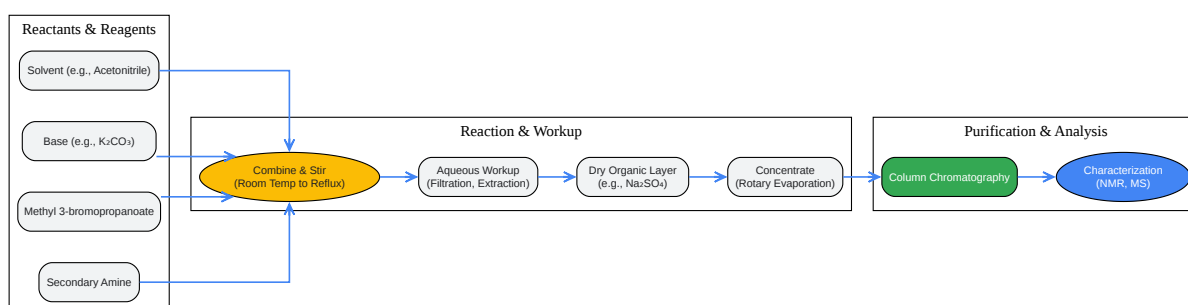 Reactants & Reagents
Solvent (e.g., Acetonitrile)
Base (e.g., K₂CO₃)
Methyl 3-bromopropanoate
Secondary Amine
Reaction & Workup
Combine & Stir
(Room Temp to Reflux)
Aqueous Workup
(Filtration, Extraction)
Dry Organic Layer
(e.g., Na₂SO₄)
Concentrate
(Rotary Evaporation)
Purification & Analysis
Column Chromatography
Characterization
(NMR, MS)